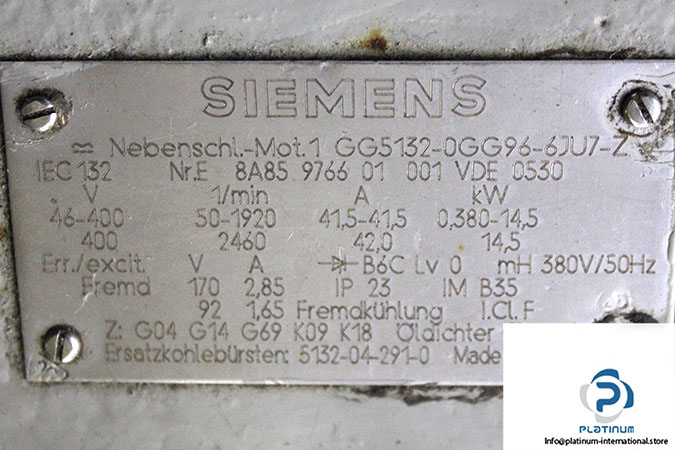 SIEMENS
≂ Nebenschl.-Mot.1 GG5132-0GG96-6JU7-Z
IEC 132 Nr.E 8A85 9766 01 001 VDE 0530
V 1/min A kW
46-400 50-1920 41,5-41,5 0,380-14,5
400 2460 42,0 14,5
Err./excit. V A B6C Lv 0 mH 380V/50Hz
Fremd 170 2,85 IP 23 IM B35
92 1,65 Fremdkühlung I.Cl.F
Z: G04 G14 G69 K09 K18 Öldichter
Ersatzkohlebürsten: 5132-04-291-0 Made
PLATINUM
Info@platinum-international.store